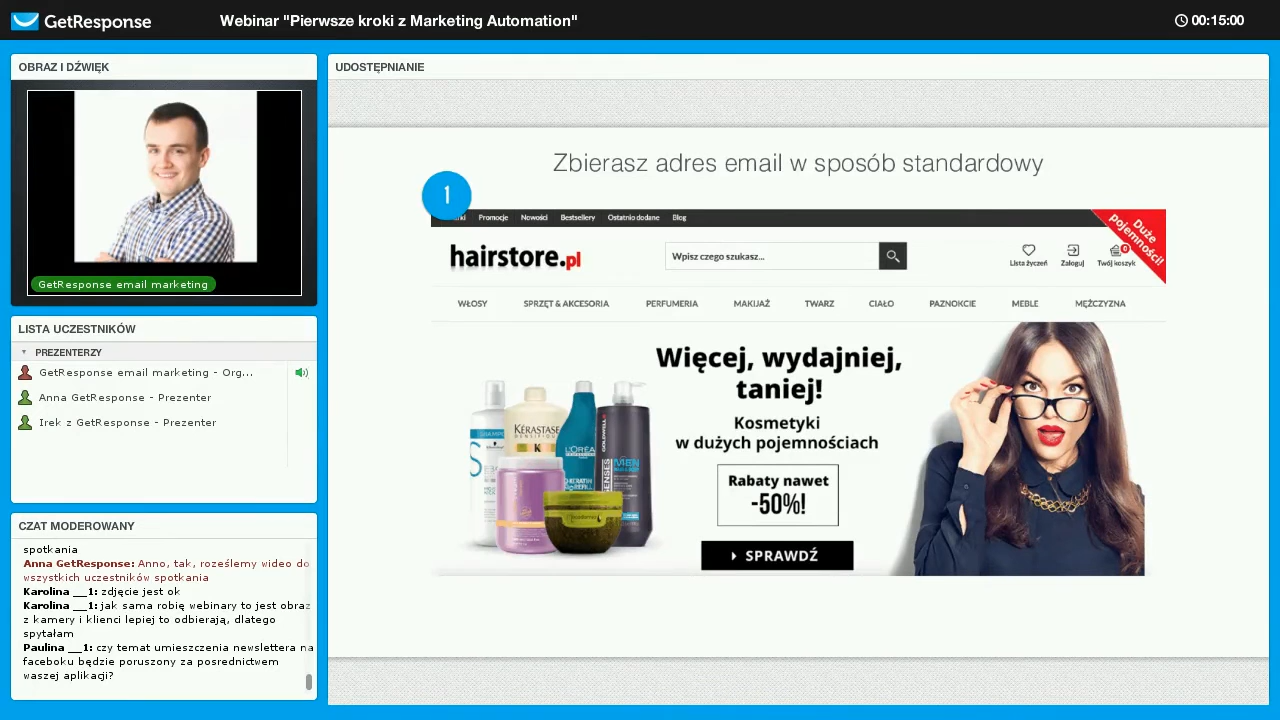 GetResponse
Webinar "Pierwsze kroki z Marketing Automation"
00:15:00
OBRAZ I DŹWIĘK
GetResponse email marketing
LISTA UCZESTNIKÓW
PREZENTERZY
GetResponse email marketing - Org...
Anna GetResponse - Prezenter
Irek z GetResponse - Prezenter
CZAT MODEROWANY
spotkania
Anna GetResponse: Anno, tak, roześlemy wideo do
wszystkich uczestników spotkania
Karolina __1: zdjęcie jest ok
Karolina __1: jak sama robię webinary to jest obraz
z kamery i klienci lepiej to odbierają, dlatego
spytałam
Paulina __1: czy temat umieszczenia newslettera na
faceboku będzie poruszony za posrednictwem
waszej aplikacji?
UDOSTĘPNIANIE
Zbierasz adres email w sposób standardowy
1
Promocje Nowości Bestsellery Ostatnio dodane Blog
Duże
pojemności!
hairstore.pl
Wpisz czego szukasz...
Lista życzeń Zaloguj Twój koszyk
0
WŁOSY SPRZĘT & AKCESORIA PERFUMERIA MAKIJAŻ TWARZ CIAŁO PAZNOKCIE MEBLE MĘŻCZYZNA
Więcej, wydajniej,
taniej!
Kosmetyki
w dużych pojemnościach
Rabaty nawet
-50%!
SPRAWDŹ
KERASTASE
L'ORÉAL
GOLDWELL
MEN